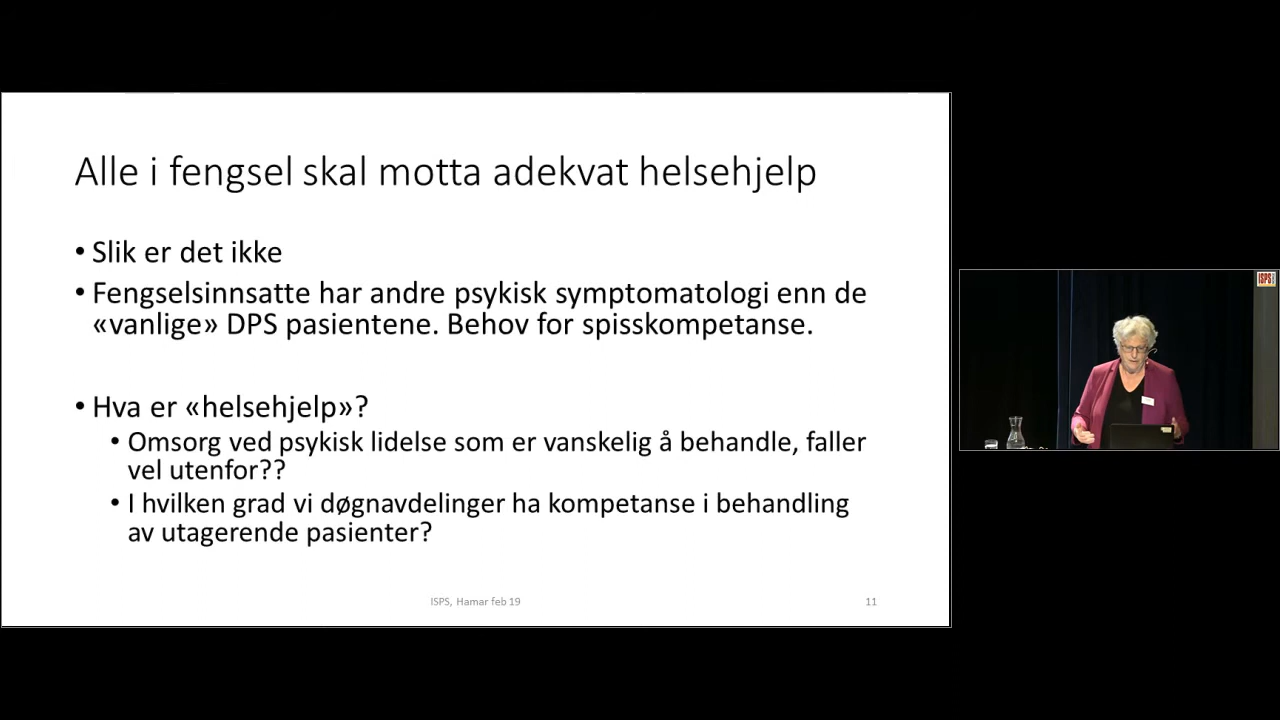 Alle i fengsel skal motta adekvat helsehjelp
• Slik er det ikke
• Fengselsinnsatte har andre psykisk symptomatologi enn de
«vanlige» DPS pasientene. Behov for spisskompetanse.
• Hva er «helsehjelp»?
• Omsorg ved psykisk lidelse som er vanskelig å behandle, faller
vel utenfor??
• I hvilken grad vi døgnavdelinger ha kompetanse i behandling
av utagerende pasienter?
ISPS, Hamar feb 19
11
ISPS